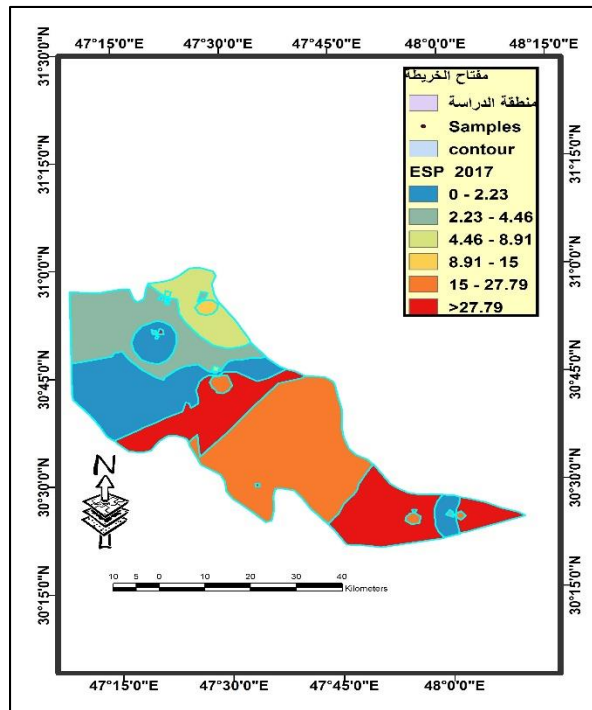 47°15'0"E 47°30'0"E 47°45'0"E 48°0'0"E 48°15'0"E
31°30'0"N
31°15'0"N
31°0'0"N
30°45'0"N
30°30'0"N
30°15'0"N
مفتاح الخريطة
منطقة الدراسة
Samples
contour
ESP 2017
0 - 2.23
2.23 - 4.46
4.46 - 8.91
8.91 - 15
15 - 27.79
>27.79
31°30'0"N
31°15'0"N
31°0'0"N
30°45'0"N
30°30'0"N
30°15'0"N
N
10 5 0 10 20 30 40
Kilometers
47°15'0"E 47°30'0"E 47°45'0"E 48°0'0"E